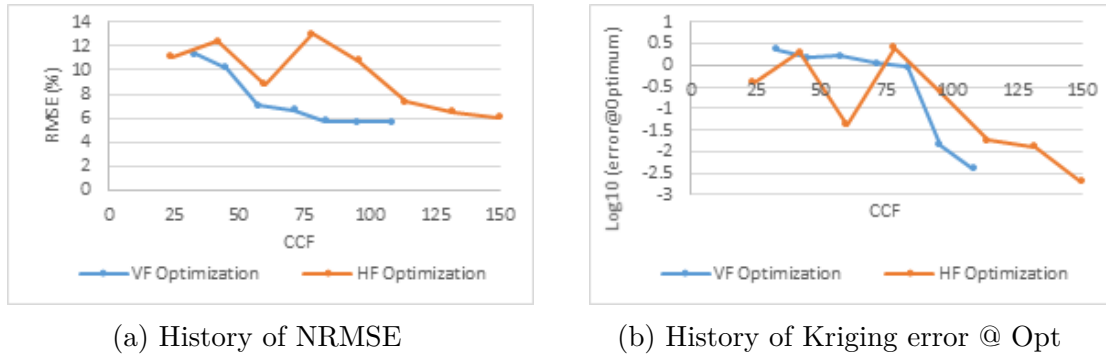 14
12
10
8
6
4
2
0
RMSE (%)
0 25 50 75 100 125 150
CCF
VF Optimization HF Optimization
(a) History of NRMSE
1
0.5
0
-0.5
-1
-1.5
-2
-2.5
-3
Log10 (error@Optimum)
0 25 50 75 100 125 150
CCF
VF Optimization HF Optimization
(b) History of Kriging error @ Opt